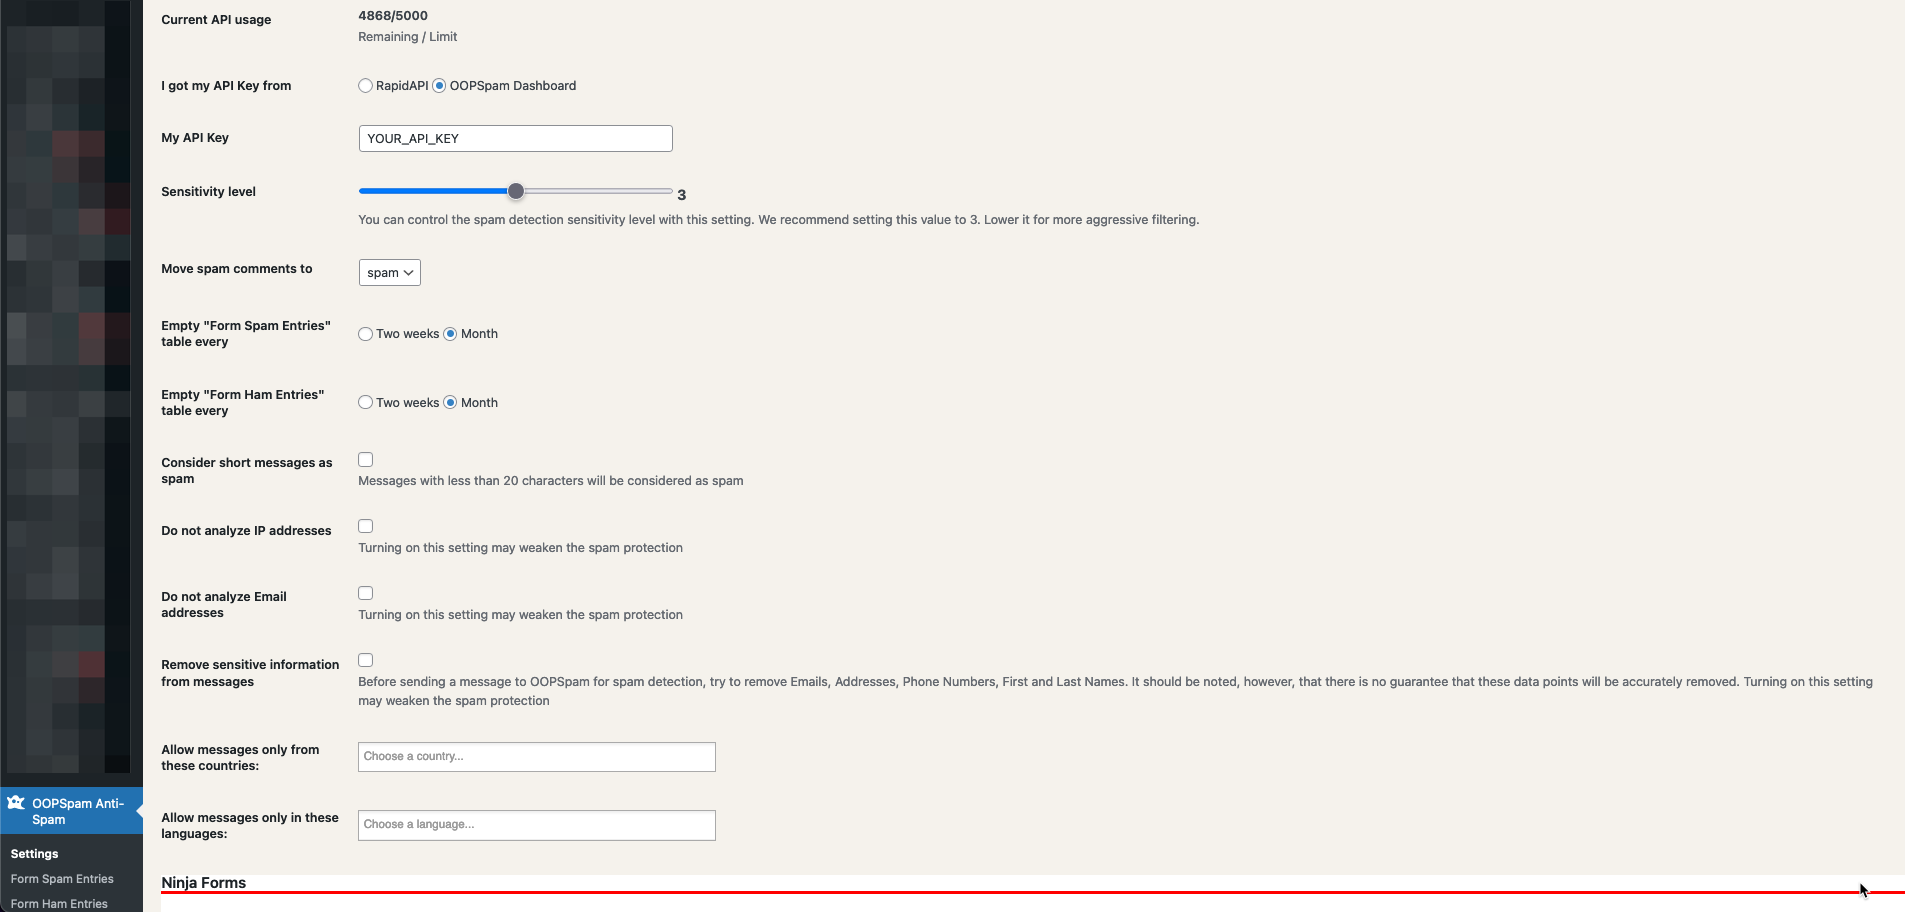 Current API usage
4868/5000
Remaining / Limit
I got my API Key from
RapidAPI OOPSpam Dashboard
My API Key
YOUR_API_KEY
Sensitivity level
3
You can control the spam detection sensitivity level with this setting. We recommend setting this value to 3. Lower it for more aggressive filtering.
Move spam comments to
spam
Empty "Form Spam Entries"
table every
Two weeks Month
Empty "Form Ham Entries"
table every
Two weeks Month
Consider short messages as
spam
Messages with less than 20 characters will be considered as spam
Do not analyze IP addresses
Turning on this setting may weaken the spam protection
Do not analyze Email
addresses
Turning on this setting may weaken the spam protection
Remove sensitive information
from messages
Before sending a message to OOPSpam for spam detection, try to remove Emails, Addresses, Phone Numbers, First and Last Names. It should be noted, however, that there is no guarantee that these data points will be accurately removed. Turning on this setting
may weaken the spam protection
Allow messages only from
these countries:
Choose a country...
Allow messages only in these
languages:
Choose a language...
Ninja Forms
OOPSpam Anti-
Spam
Settings
Form Spam Entries
Form Ham Entries